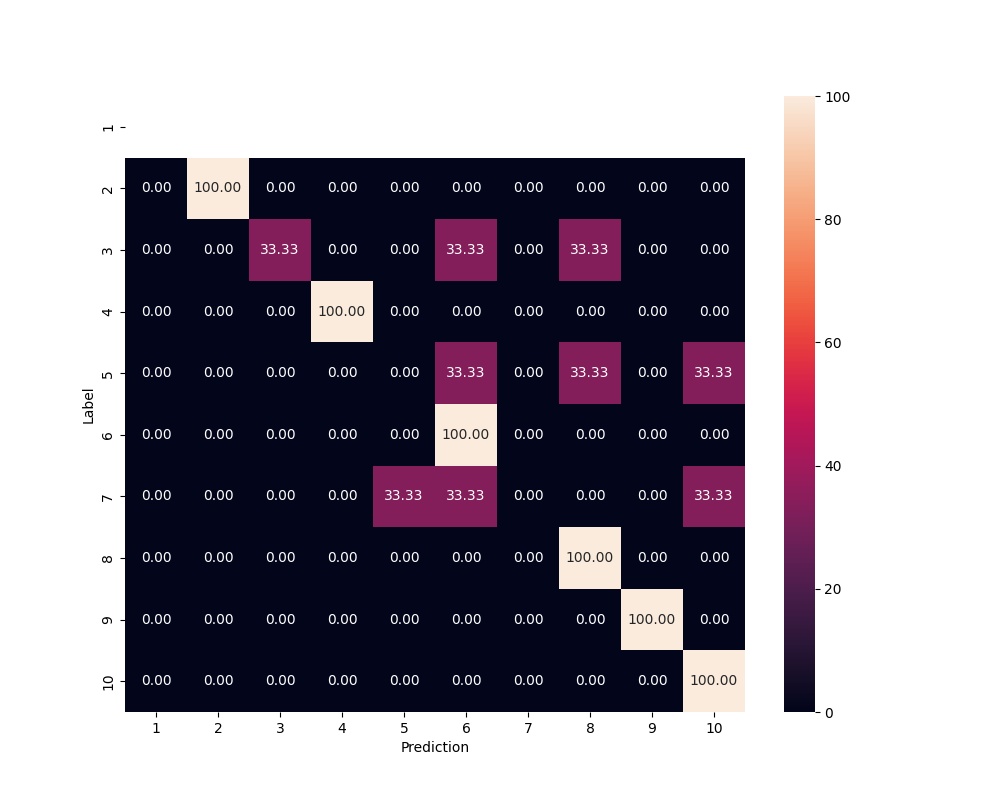 100
1
2 0.00 100.00 0.00 0.00 0.00 0.00 0.00 0.00 0.00 0.00
80
3 0.00 0.00 33.33 0.00 0.00 33.33 0.00 33.33 0.00 0.00
4 0.00 0.00 0.00 100.00 0.00 0.00 0.00 0.00 0.00 0.00
60
5 0.00 0.00 0.00 0.00 0.00 33.33 0.00 33.33 0.00 33.33
Label
6 0.00 0.00 0.00 0.00 0.00 100.00 0.00 0.00 0.00 0.00
40
7 0.00 0.00 0.00 0.00 33.33 33.33 0.00 0.00 0.00 33.33
8 0.00 0.00 0.00 0.00 0.00 0.00 0.00 100.00 0.00 0.00
20
9 0.00 0.00 0.00 0.00 0.00 0.00 0.00 0.00 100.00 0.00
10 0.00 0.00 0.00 0.00 0.00 0.00 0.00 0.00 0.00 100.00
0
1 2 3 4 5 6 7 8 9 10
Prediction